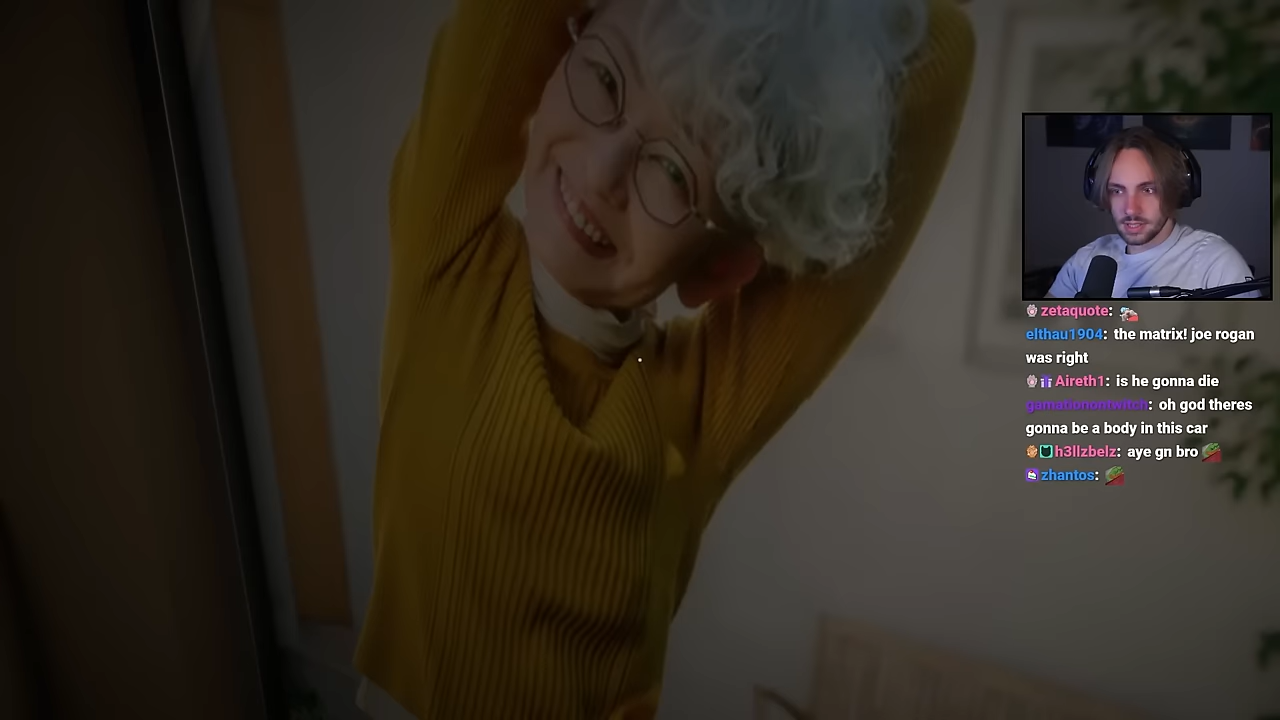 zetaquote:
elthau1904: the matrix! joe rogan
was right
Aireth1: is he gonna die
gamationontwitch: oh god theres
gonna be a body in this car
h3llzbelz: aye gn bro
zhantos: